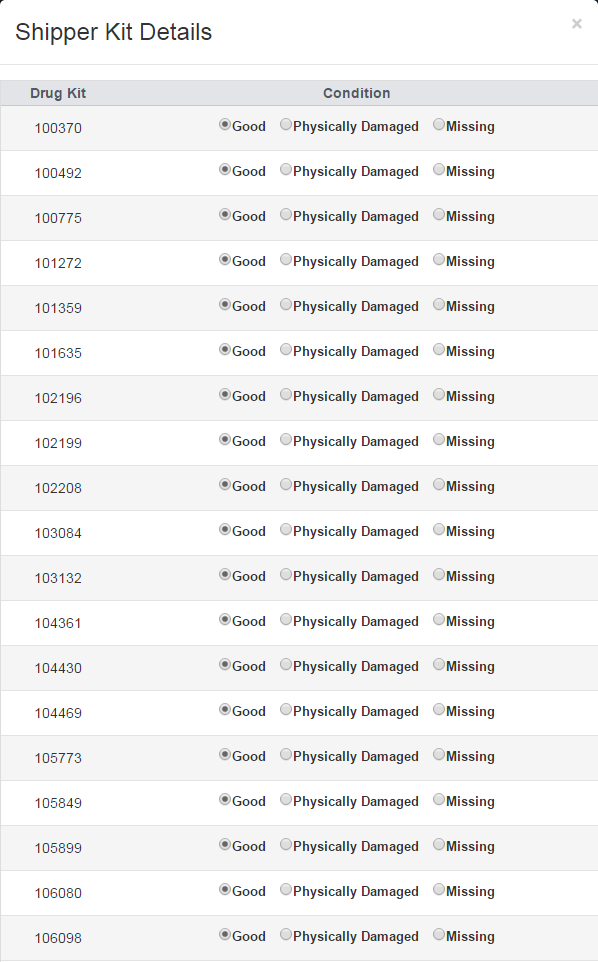 Shipper Kit Details ×
Drug Kit Condition
100370 Good Physically Damaged Missing
100492 Good Physically Damaged Missing
100775 Good Physically Damaged Missing
101272 Good Physically Damaged Missing
101359 Good Physically Damaged Missing
101635 Good Physically Damaged Missing
102196 Good Physically Damaged Missing
102199 Good Physically Damaged Missing
102208 Good Physically Damaged Missing
103084 Good Physically Damaged Missing
103132 Good Physically Damaged Missing
104361 Good Physically Damaged Missing
104430 Good Physically Damaged Missing
104469 Good Physically Damaged Missing
105773 Good Physically Damaged Missing
105849 Good Physically Damaged Missing
105899 Good Physically Damaged Missing
106080 Good Physically Damaged Missing
106098 Good Physically Damaged Missing